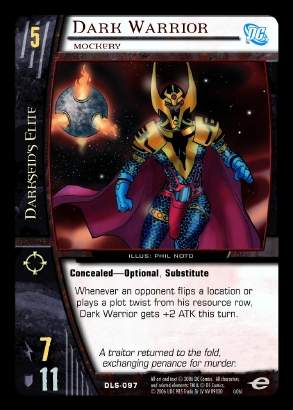 5
DARK WARRIOR
MOCKERY
DC
DARKSEID'S ELITE
ILLUS: PHIL NOTO
Concealed—Optional, Substitute
Whenever an opponent flips a location or
plays a plot twist from his resource row,
Dark Warrior gets +2 ATK this turn.
7
A traitor returned to the fold,
exchanging penance for murder.
11
DLS-097